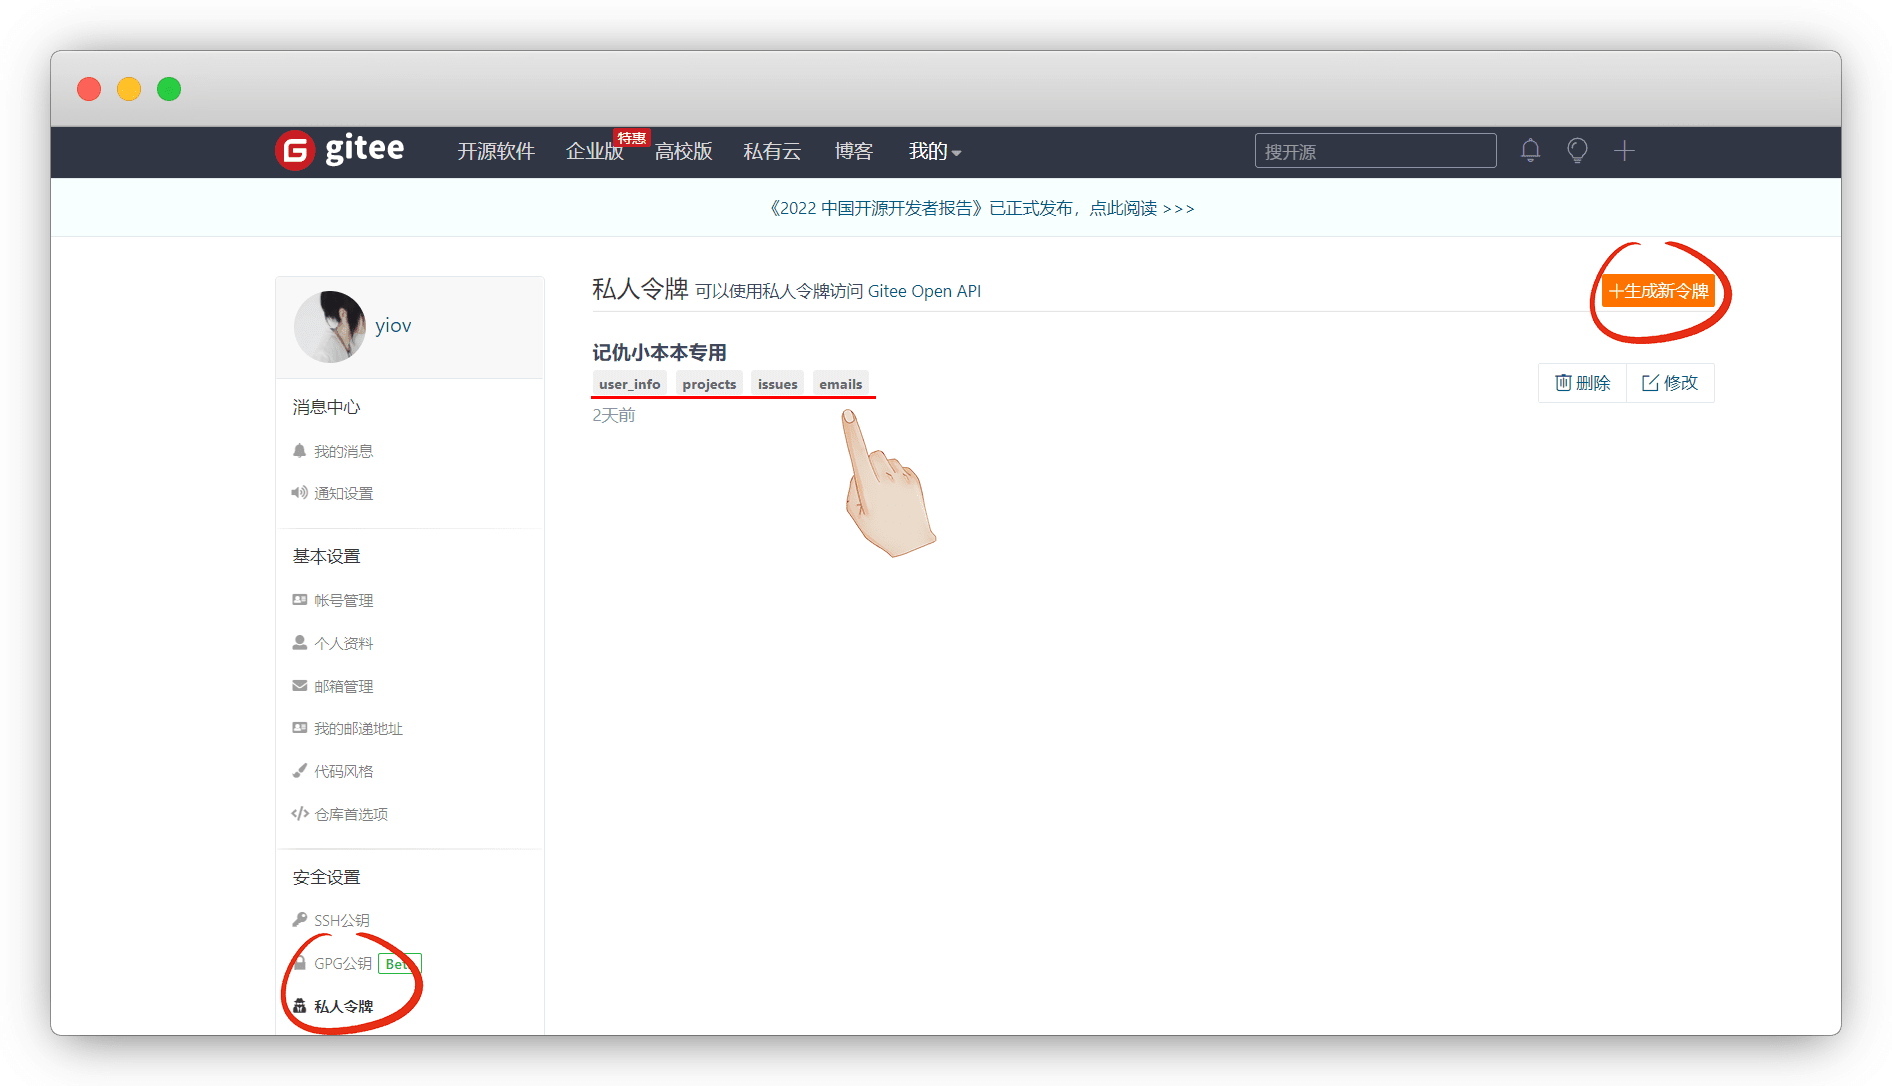 gitee 开源软件 企业版 特惠 高校版 私有云 博客 我的 搜开源
《2022 中国开源开发者报告》已正式发布，点此阅读 >>>
yiov
消息中心
我的消息
通知设置
基本设置
帐号管理
个人资料
邮箱管理
我的邮递地址
代码风格
仓库首选项
安全设置
SSH公钥
GPG公钥 Beta
私人令牌
私人令牌 可以使用私人令牌访问 Gitee Open API
+生成新令牌
记仇小本本专用
user_info projects issues emails
2天前
删除 修改